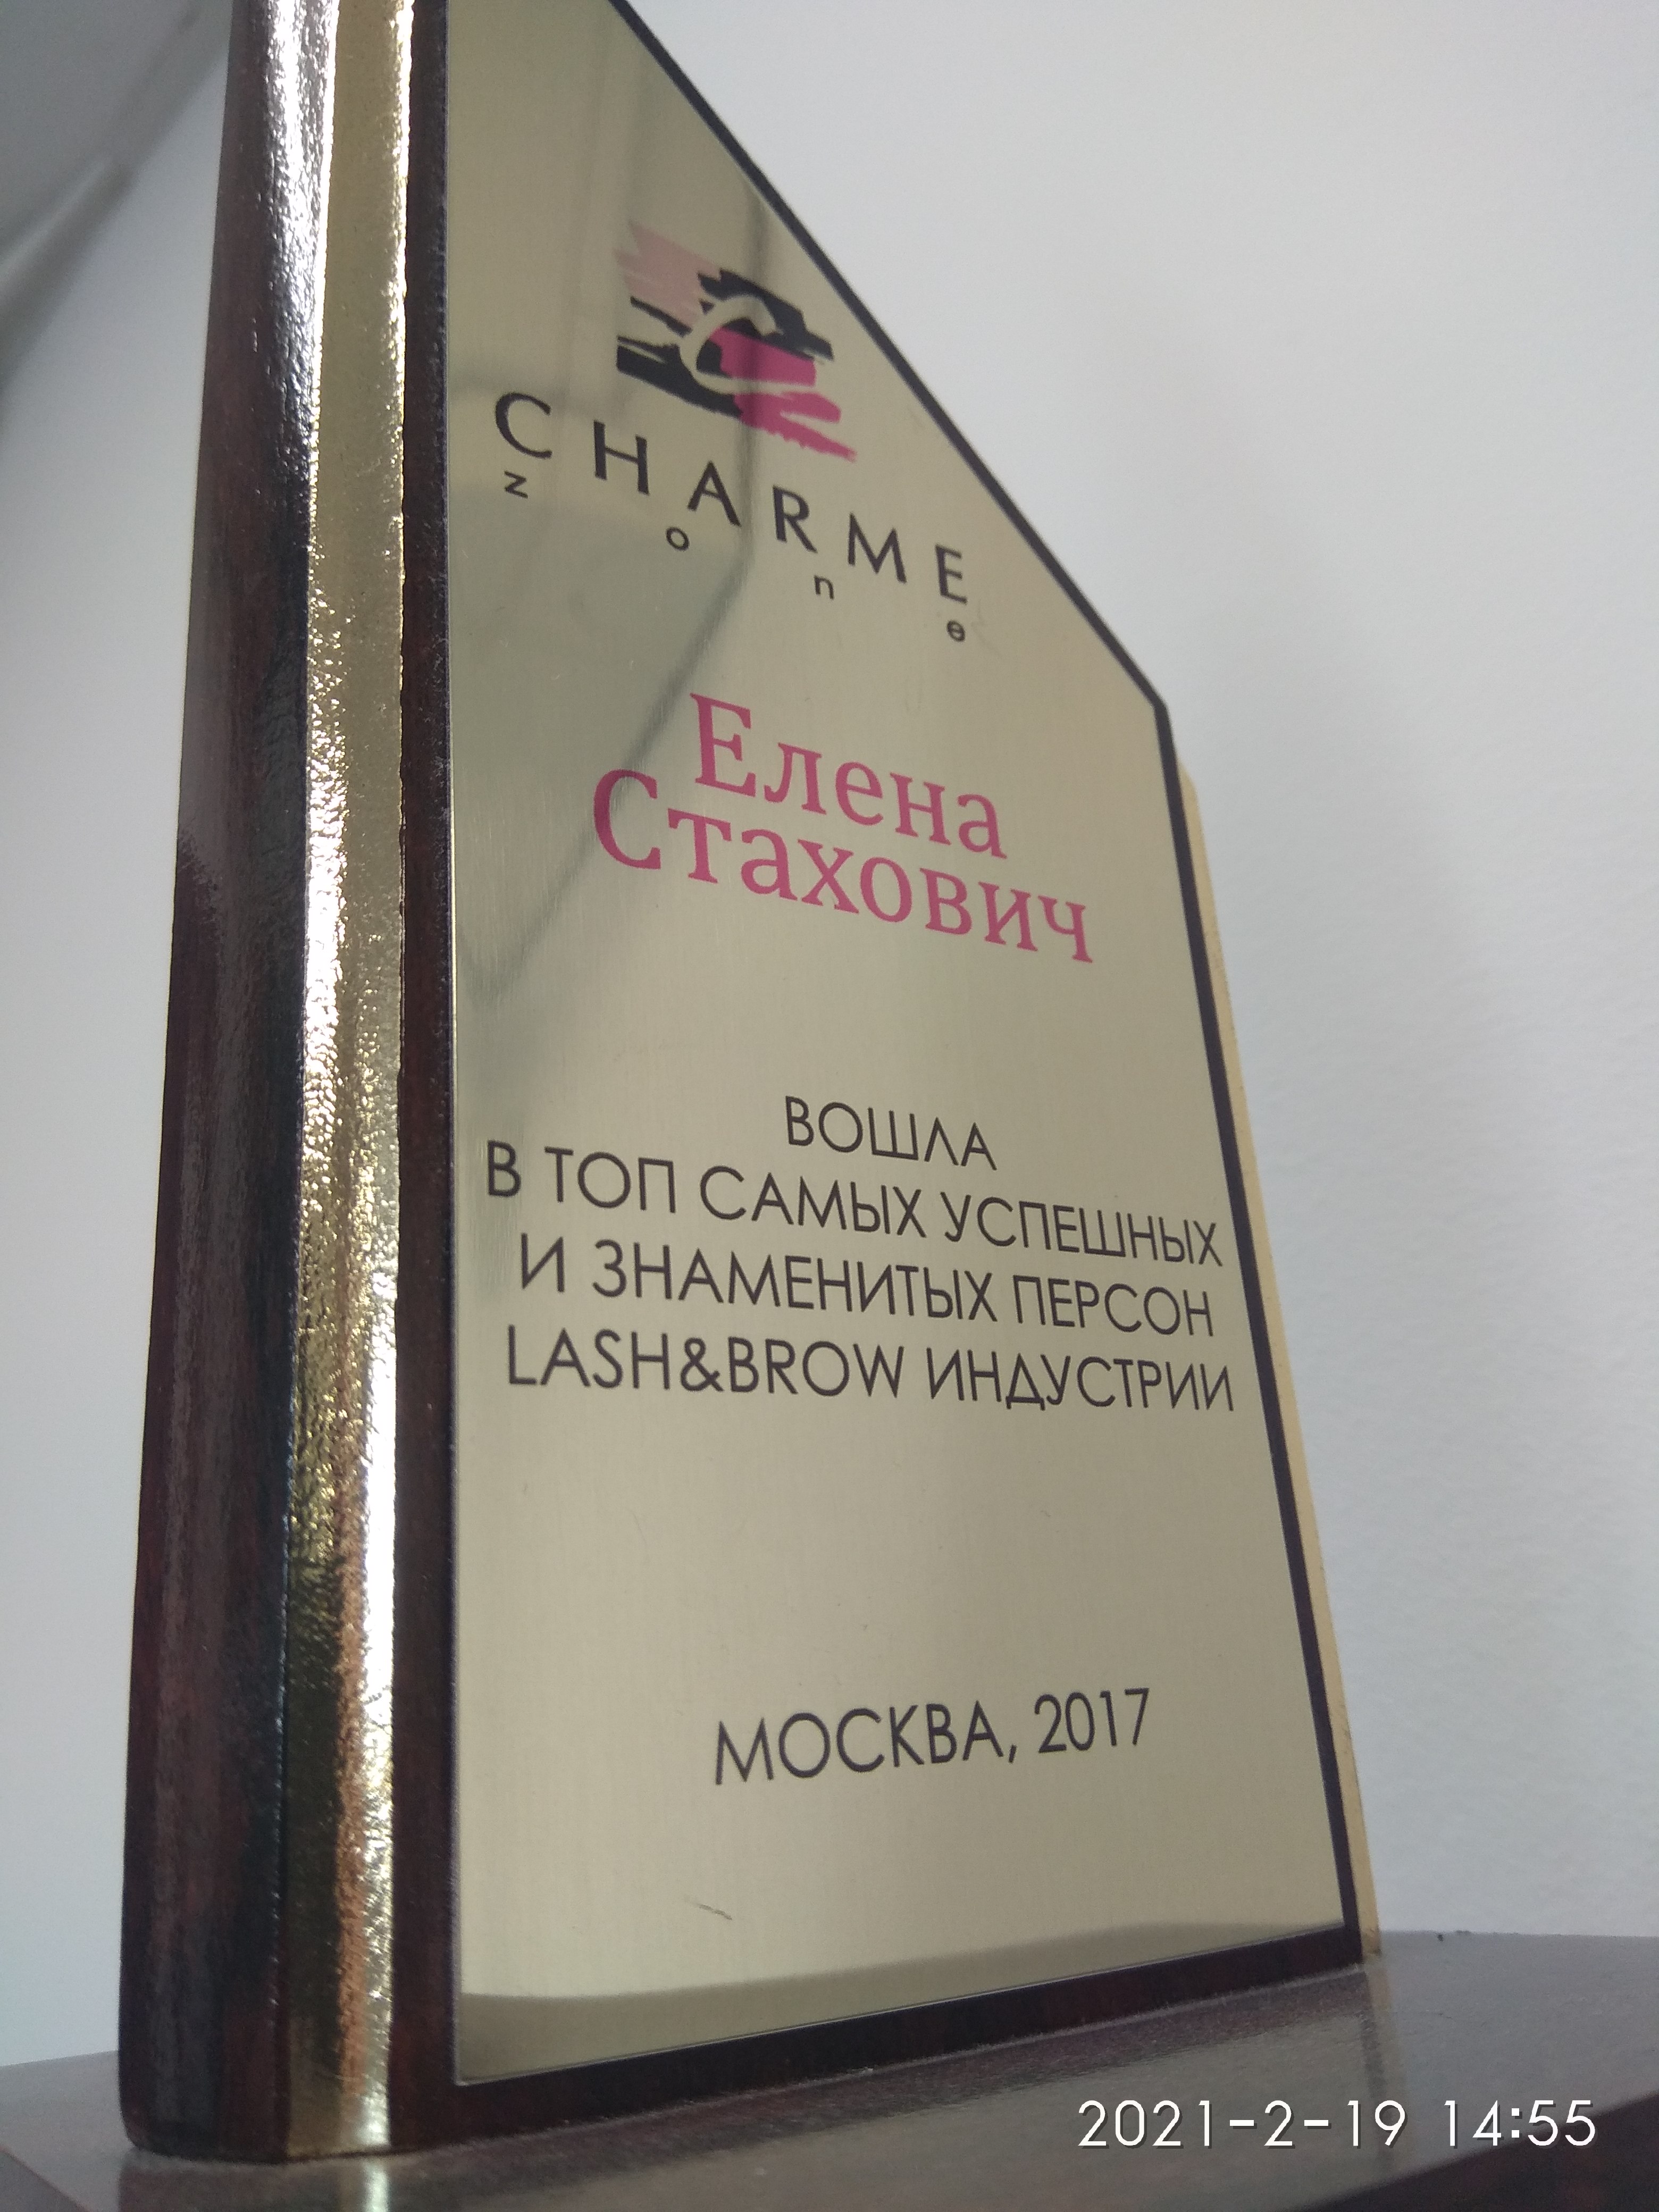 CHARME
zone
Елена
Стахович
ВОШЛА
В ТОП САМЫХ УСПЕШНЫХ
И ЗНАМЕНИТЫХ ПЕРСОН
LASH&BROW ИНДУСТРИИ
МОСКВА, 2017
2021-2-19 14:55